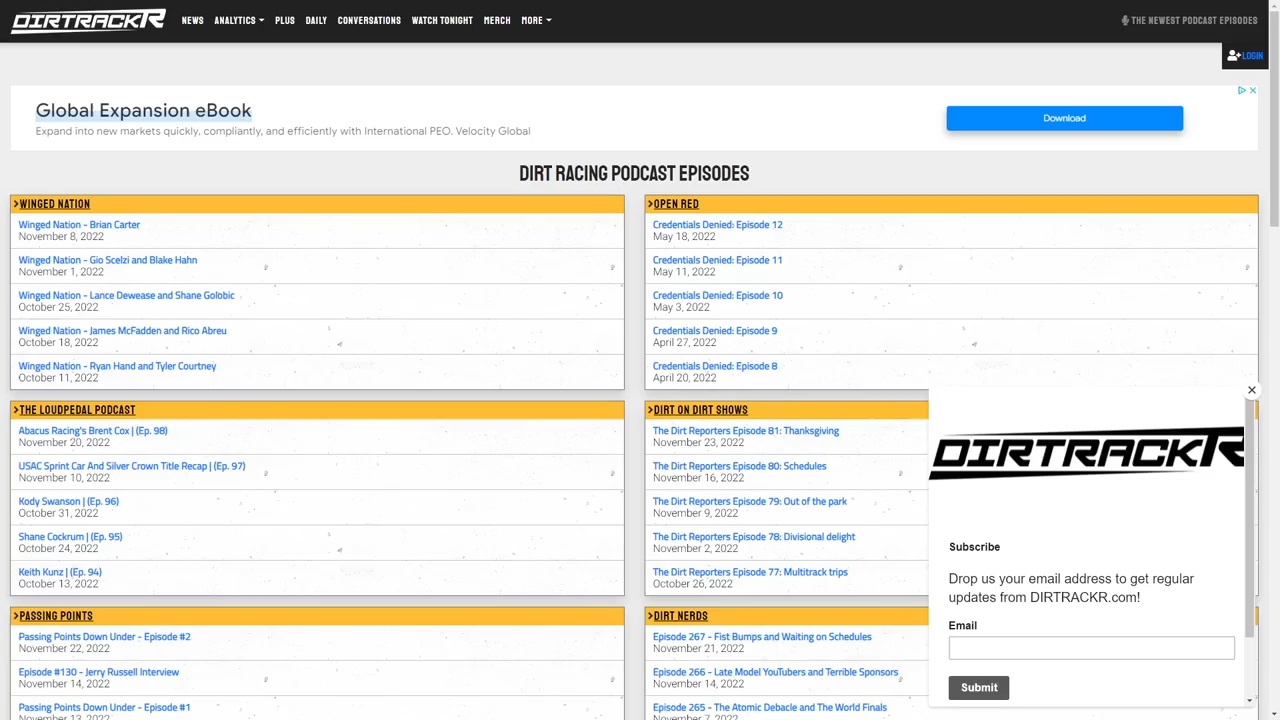 DIRTRACKR NEWS ANALYTICS PLUS DAILY CONVERSATIONS WATCH TONIGHT MERCH MORE THE NEWEST PODCAST EPISODES
LOGIN
Global Expansion eBook
Expand into new markets quickly, compliantly, and efficiently with International PEO. Velocity Global
Download
DIRT RACING PODCAST EPISODES
>WINGED NATION
Winged Nation - Brian Carter
November 8, 2022
Winged Nation - Gio Scelzi and Blake Hahn
November 1, 2022
Winged Nation - Lance Dewease and Shane Golobic
October 25, 2022
Winged Nation - James McFadden and Rico Abreu
October 18, 2022
Winged Nation - Ryan Hand and Tyler Courtney
October 11, 2022
>OPEN RED
Credentials Denied: Episode 12
May 18, 2022
Credentials Denied: Episode 11
May 11, 2022
Credentials Denied: Episode 10
May 3, 2022
Credentials Denied: Episode 9
April 27, 2022
Credentials Denied: Episode 8
April 20, 2022
>THE LOUDPEDAL PODCAST
Abacus Racing's Brent Cox | (Ep. 98)
November 20, 2022
USAC Sprint Car And Silver Crown Title Recap | (Ep. 97)
November 10, 2022
Kody Swanson | (Ep. 96)
October 31, 2022
Shane Cockrum | (Ep. 95)
October 24, 2022
Keith Kunz | (Ep. 94)
October 13, 2022
>DIRT ON DIRT SHOWS
The Dirt Reporters Episode 81: Thanksgiving
November 23, 2022
The Dirt Reporters Episode 80: Schedules
November 16, 2022
The Dirt Reporters Episode 79: Out of the park
November 9, 2022
The Dirt Reporters Episode 78: Divisional delight
November 2, 2022
The Dirt Reporters Episode 77: Multitrack trips
October 26, 2022
>PASSING POINTS
Passing Points Down Under - Episode #2
November 22, 2022
Episode #130 - Jerry Russell Interview
November 14, 2022
Passing Points Down Under - Episode #1
November 13, 2022
>DIRT NERDS
Episode 267 - Fist Bumps and Waiting on Schedules
November 21, 2022
Episode 266 - Late Model YouTubers and Terrible Sponsors
November 14, 2022
Episode 265 - The Atomic Debacle and The World Finals
November 7, 2022
DIRTRACKR
Subscribe
Drop us your email address to get regular
updates from DIRTRACKR.com!
Email
Submit